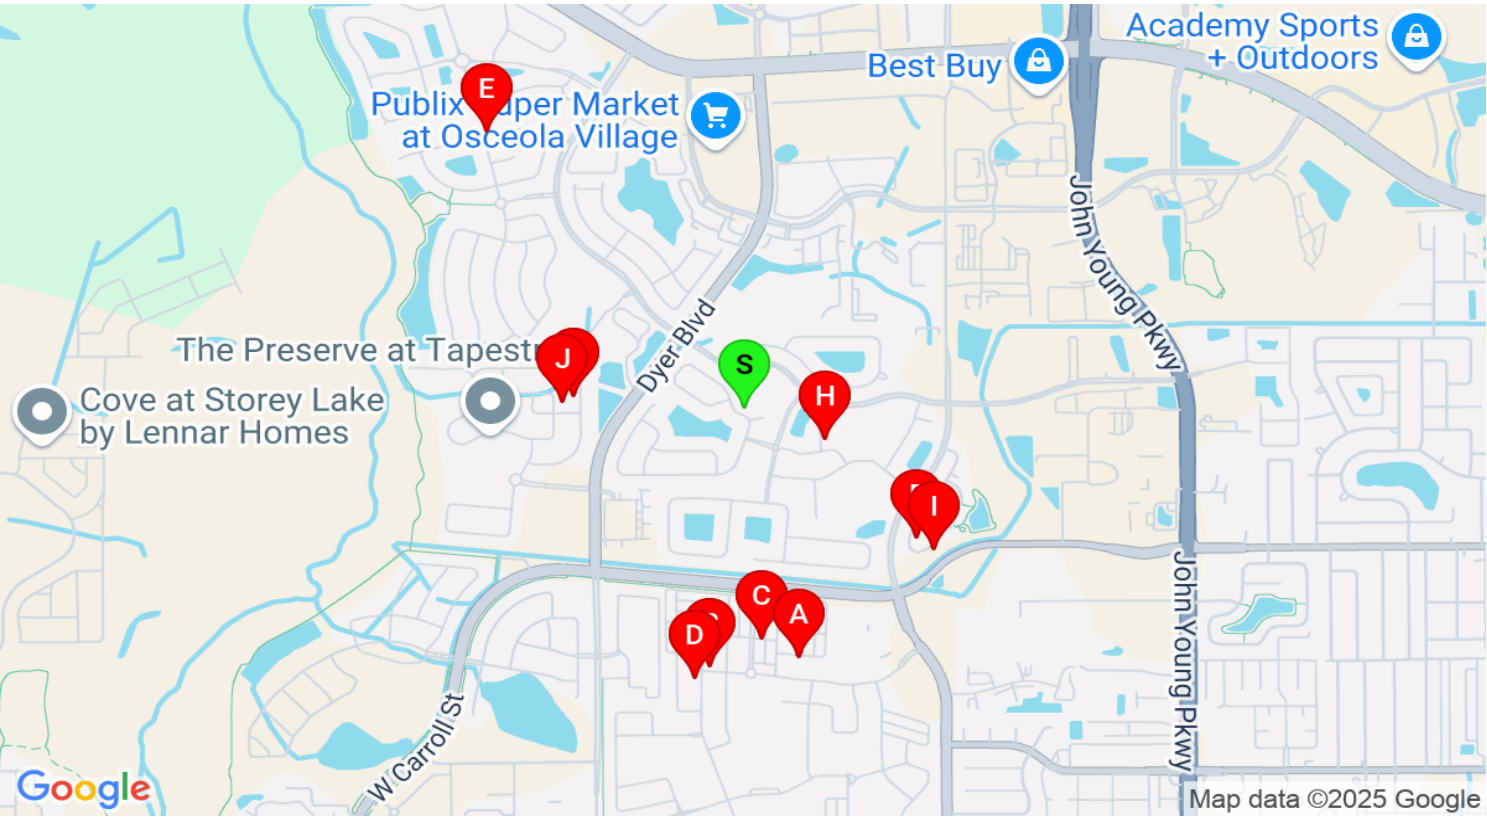 Academy Sports
+ Outdoors
Best Buy
E
Publix
uper Market
at Osceola Village
John Young Pkwy
Dyer Blvd
The Preserve at Tapestr
J
S
H
Cove at Storey Lake
by Lennar Homes
I
C
A
D
John Young Pkwy
W Carroll St
Google
Map data ©2025 Google